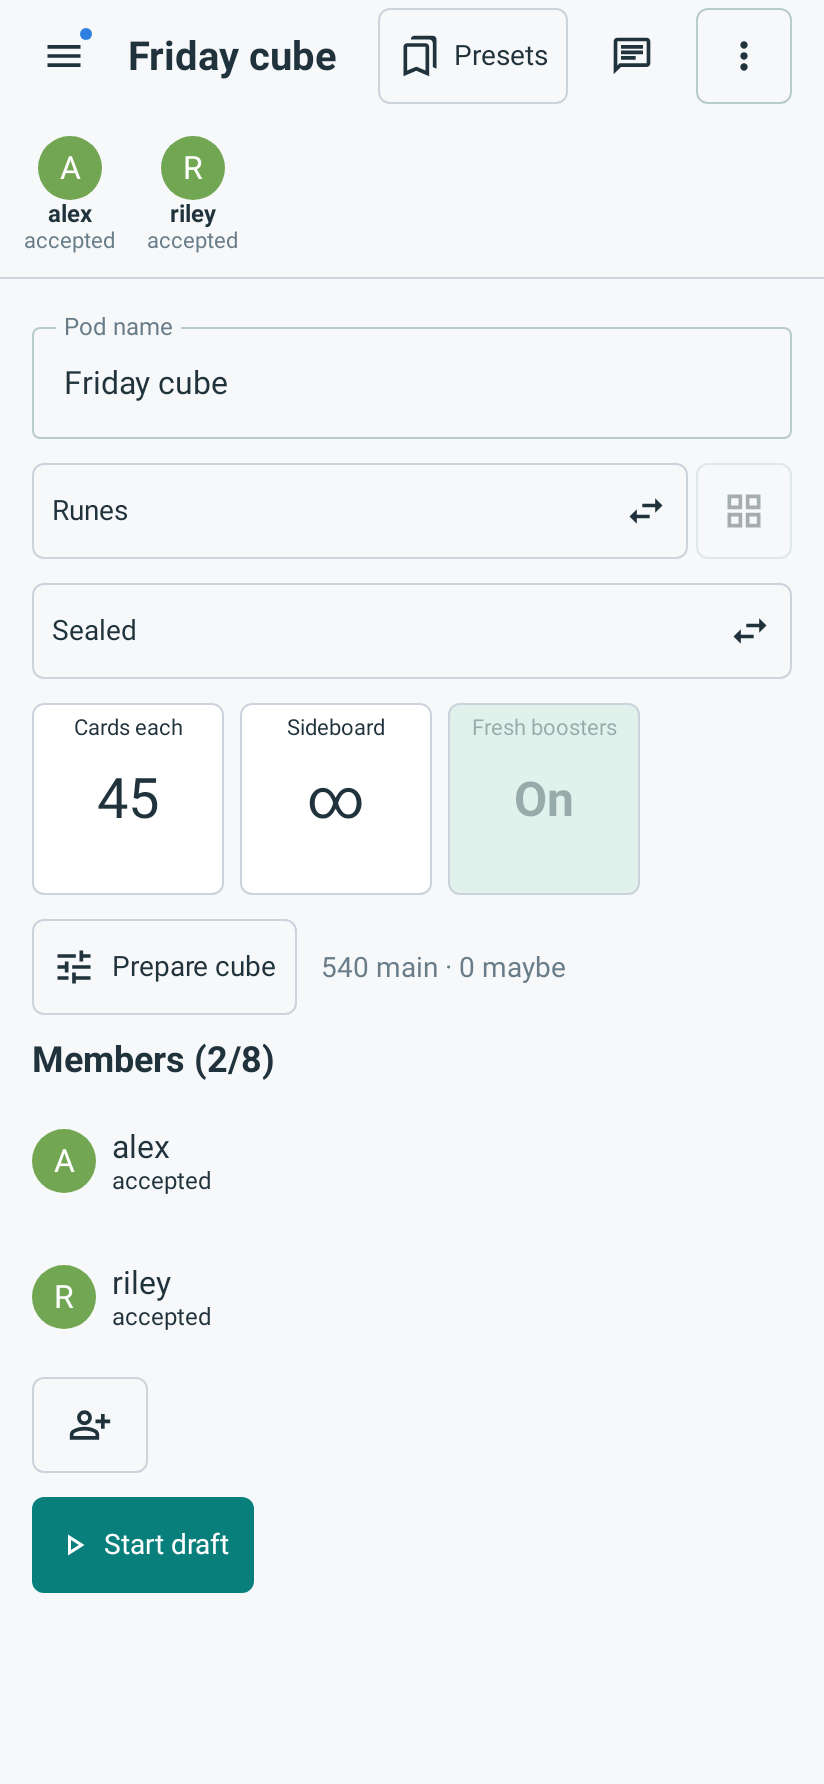 Friday cube
Presets
A
R
alex
riley
accepted
accepted
Pod name
Friday cube
Runes
Sealed
Cards each
Sideboard
Fresh boosters
45
∞
On
Prepare cube
540 main · 0 maybe
Members (2/8)
A
alex
accepted
R
riley
accepted
Start draft